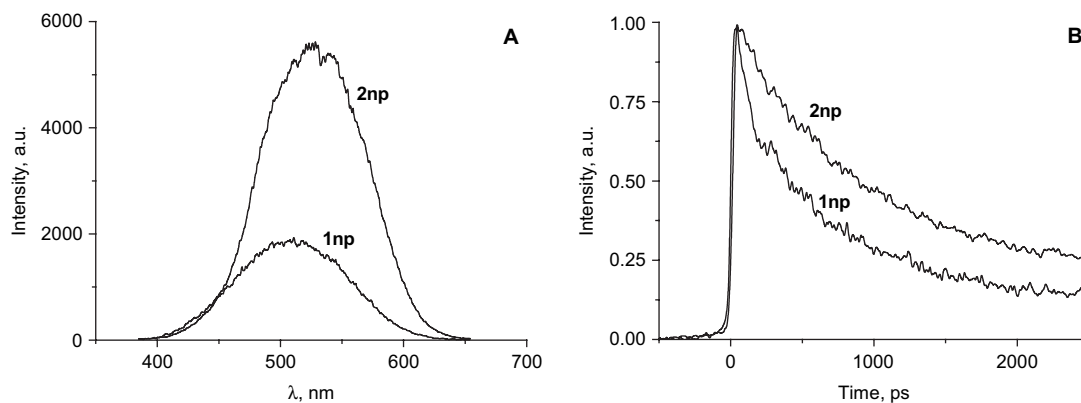 A
6000
4000
2000
0
Intensity, a.u.
2np
1np
400
500
600
700
λ, nm
B
1.00
0.75
0.50
0.25
0.00
Intensity, a.u.
2np
1np
0
1000
2000
Time, ps